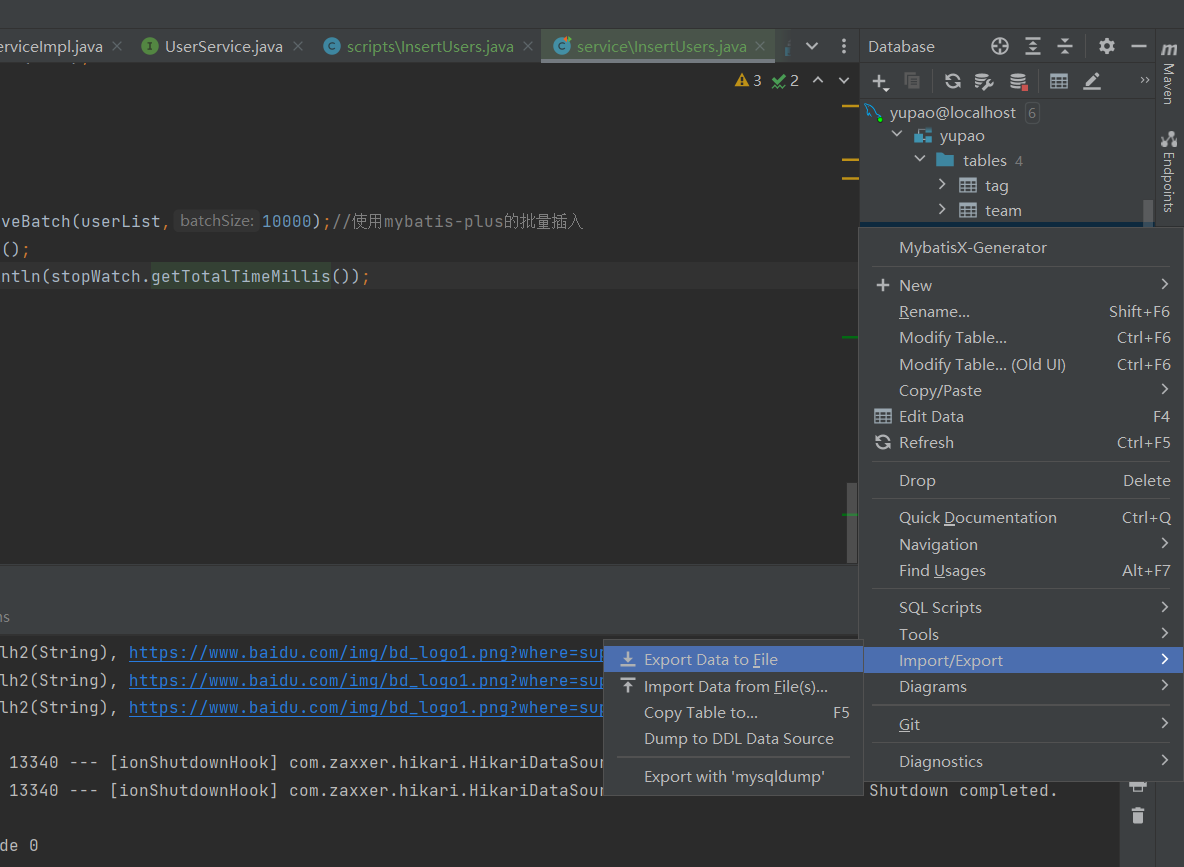 erviceImpl.java
UserService.java
scripts\InsertUsers.java
service\InsertUsers.java
Database
3
2
yupao@localhost 6
yupao
tables 4
tag
team
veBatch(userList, batchSize: 10000);//使用mybatis-plus的批量插入
();
ntln(stopWatch.getTotalTimeMillis());
MybatisX-Generator
New
Rename... Shift+F6
Modify Table... Ctrl+F6
Modify Table... (Old UI) Ctrl+F6
Copy/Paste
Edit Data F4
Refresh Ctrl+F5
Drop Delete
Quick Documentation Ctrl+Q
Navigation
Find Usages Alt+F7
SQL Scripts
Tools
Import/Export
Diagrams
Git
Diagnostics
Export Data to File
Import Data from File(s)...
Copy Table to... F5
Dump to DDL Data Source
Export with 'mysqldump'
ns
lh2(String), https://www.baidu.com/img/bd_logo1.png?where=sup
lh2(String), https://www.baidu.com/img/bd_logo1.png?where=sup
lh2(String), https://www.baidu.com/img/bd_logo1.png?where=sup
13340 --- [ionShutdownHook] com.zaxxer.hikari.HikariDataSour
13340 --- [ionShutdownHook] com.zaxxer.hikari.HikariDataSour
Shutdown completed.
de 0
Maven
Endpoints